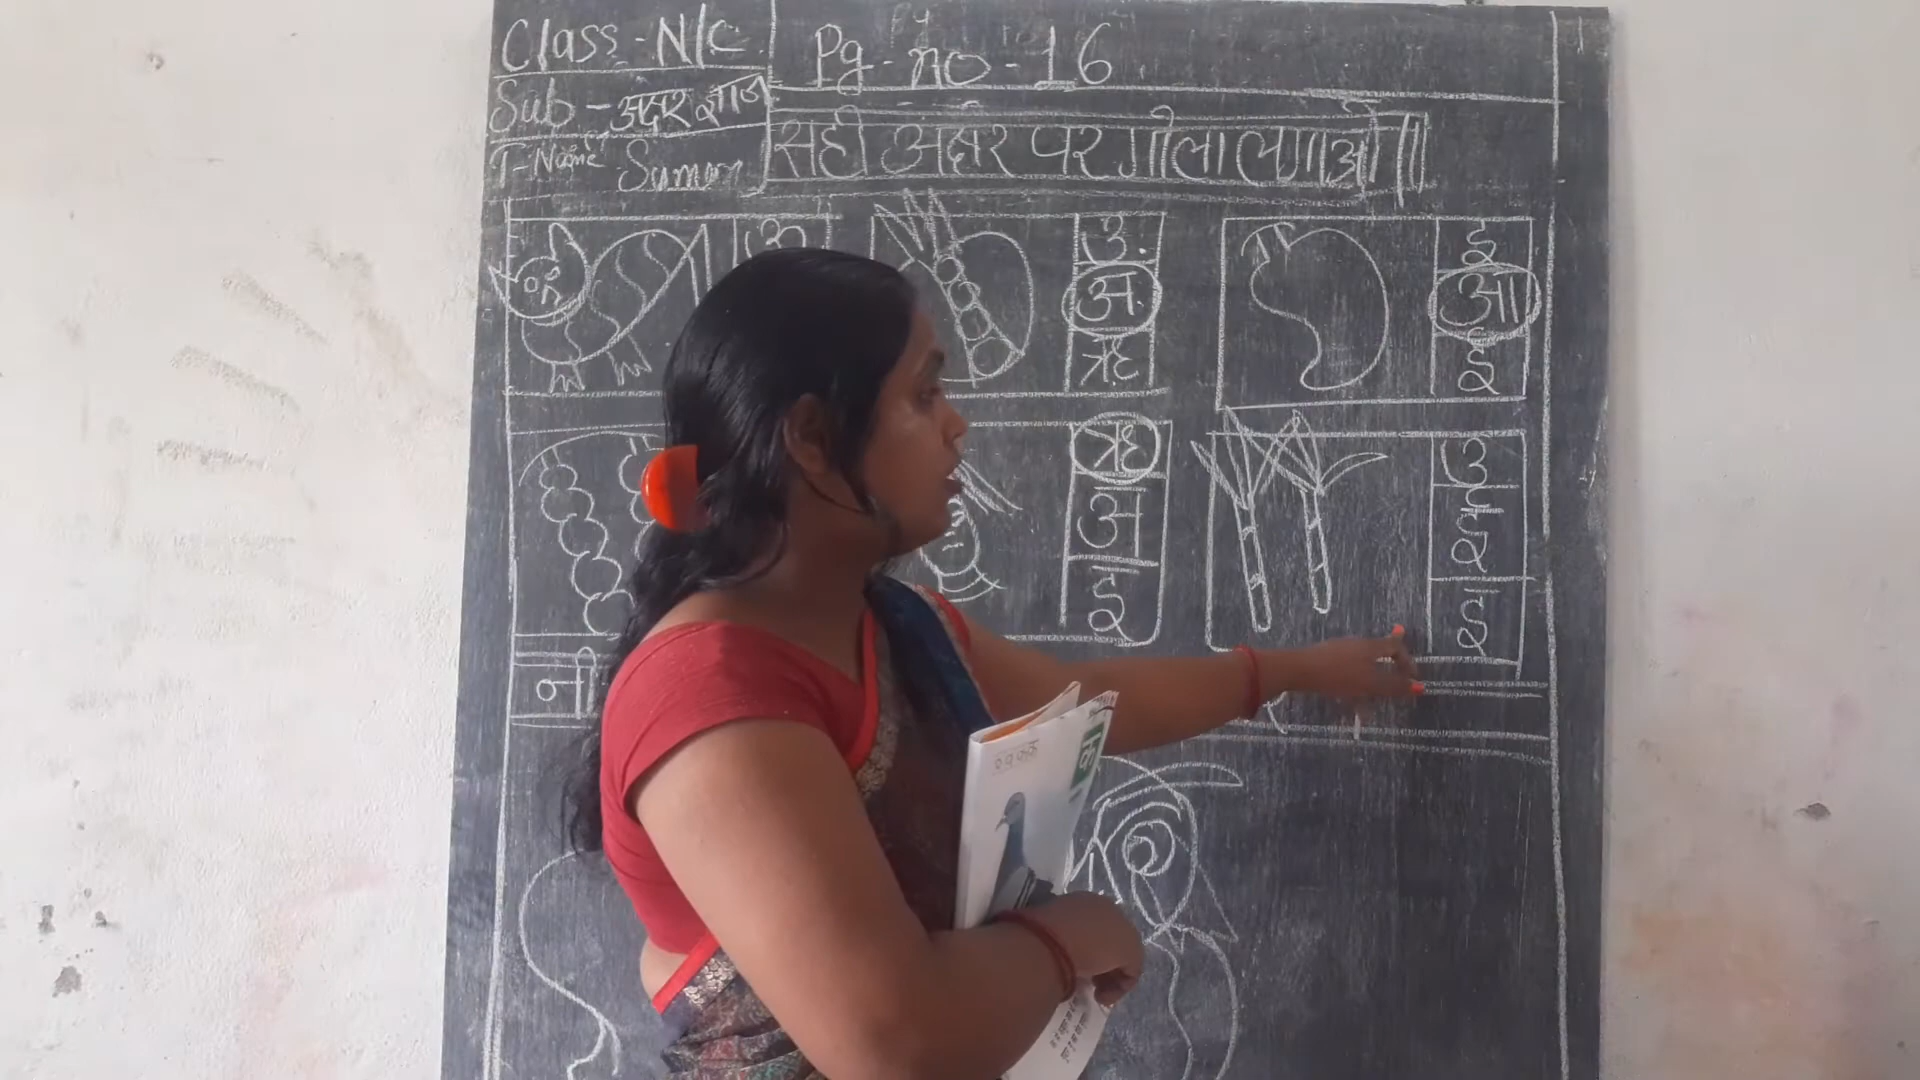 Class - N/C
Pg - no - 16
Sub - अक्षर ज्ञान
T-Name Suman
सही अक्षर पर गोला लगाओ।।
उ
अ
ऋ
इ
आ
ई
ऋ
अ
इ
उ
ई
इ
नी
क